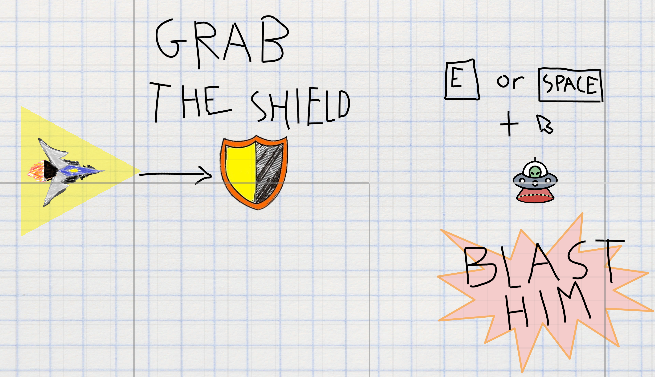 GRAB
THE SHIELD
E or SPACE
+
BLAST
HIM